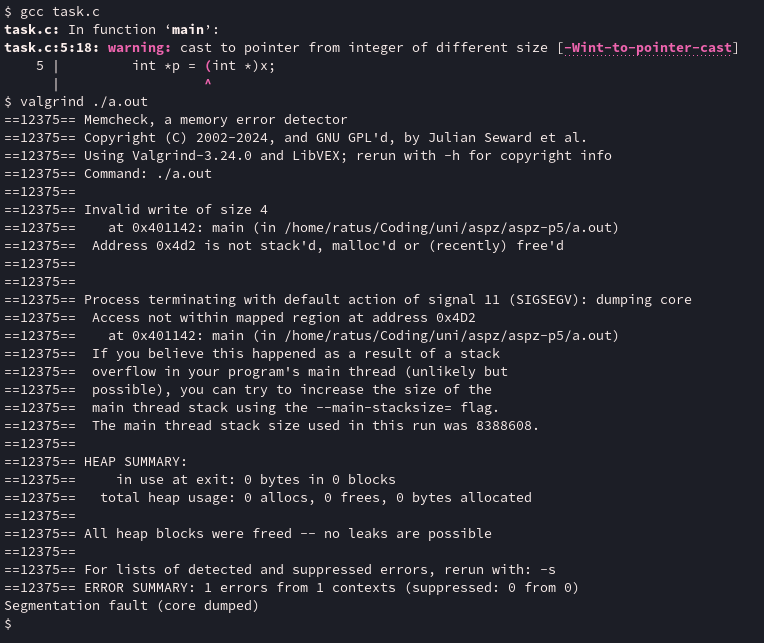 $ gcc task.c
task.c: In function ‘main’:
task.c:5:18: warning: cast to pointer from integer of different size [-Wint-to-pointer-cast]
    5 |         int *p = (int *)x;
      |                  ^
$ valgrind ./a.out
==12375== Memcheck, a memory error detector
==12375== Copyright (C) 2002-2024, and GNU GPL'd, by Julian Seward et al.
==12375== Using Valgrind-3.24.0 and LibVEX; rerun with -h for copyright info
==12375== Command: ./a.out
==12375==
==12375== Invalid write of size 4
==12375==    at 0x401142: main (in /home/ratus/Coding/uni/aspz/aspz-p5/a.out)
==12375==  Address 0x4d2 is not stack'd, malloc'd or (recently) free'd
==12375==
==12375==
==12375== Process terminating with default action of signal 11 (SIGSEGV): dumping core
==12375==  Access not within mapped region at address 0x4D2
==12375==    at 0x401142: main (in /home/ratus/Coding/uni/aspz/aspz-p5/a.out)
==12375==  If you believe this happened as a result of a stack
==12375==  overflow in your program's main thread (unlikely but
==12375==  possible), you can try to increase the size of the
==12375==  main thread stack using the --main-stacksize= flag.
==12375==  The main thread stack size used in this run was 8388608.
==12375==
==12375== HEAP SUMMARY:
==12375==     in use at exit: 0 bytes in 0 blocks
==12375==   total heap usage: 0 allocs, 0 frees, 0 bytes allocated
==12375==
==12375== All heap blocks were freed -- no leaks are possible
==12375==
==12375== For lists of detected and suppressed errors, rerun with: -s
==12375== ERROR SUMMARY: 1 errors from 1 contexts (suppressed: 0 from 0)
Segmentation fault (core dumped)
$